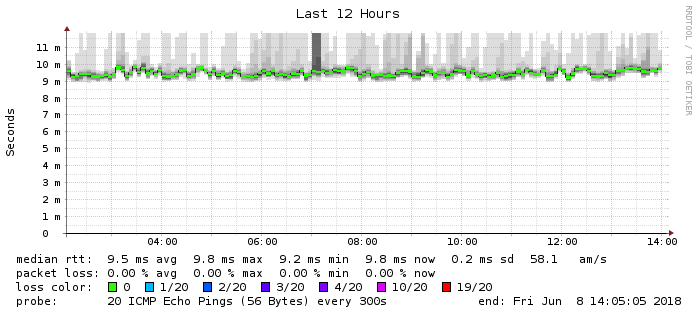 Last 12 Hours
RRDTOOL / TOBI OETIKER
Seconds
11 m
10 m
9 m
8 m
7 m
6 m
5 m
4 m
3 m
2 m
1 m
0
04:00 06:00 08:00 10:00 12:00 14:00
median rtt: 9.5 ms avg 9.8 ms max 9.2 ms min 9.8 ms now 0.2 ms sd 58.1 am/s
packet loss: 0.00 % avg 0.00 % max 0.00 % min 0.00 % now
loss color: 0 1/20 2/20 3/20 4/20 10/20 19/20
probe: 20 ICMP Echo Pings (56 Bytes) every 300s end: Fri Jun 8 14:05:05 2018